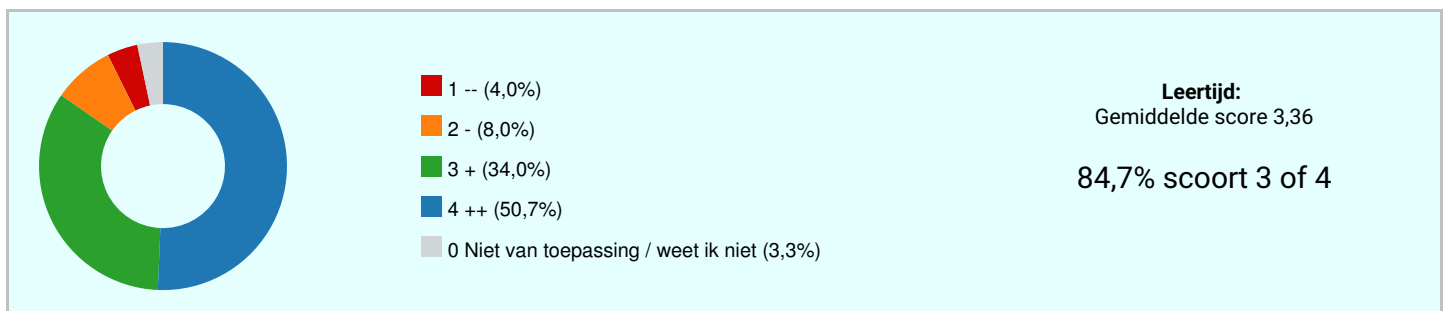 1 -- (4,0%)
2 - (8,0%)
3 + (34,0%)
4 ++ (50,7%)
0 Niet van toepassing / weet ik niet (3,3%)
Leertijd:
Gemiddelde score 3,36
84,7% scoort 3 of 4